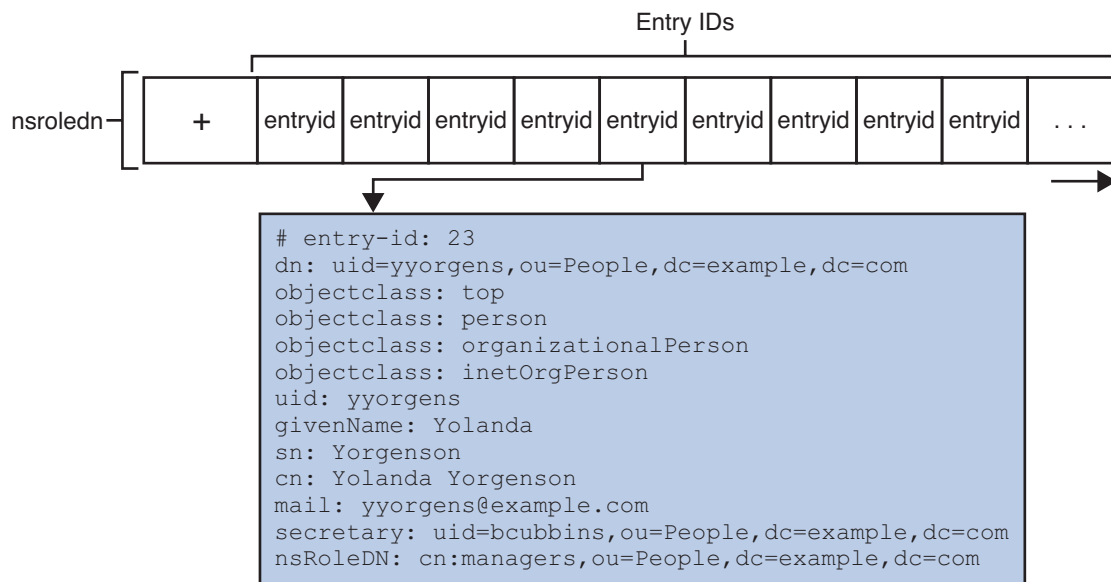 Entry IDs
nsroledn + entryid entryid entryid entryid entryid entryid entryid entryid entryid ...
# entry-id: 23
dn: uid=yyorgens,ou=People,dc=example,dc=com
objectclass: top
objectclass: person
objectclass: organizationalPerson
objectclass: inetOrgPerson
uid: yyorgens
givenName: Yolanda
sn: Yorgenson
cn: Yolanda Yorgenson
mail: yyorgens@example.com
secretary: uid=bcubbins,ou=People,dc=example,dc=com
nsRoleDN: cn:managers,ou=People,dc=example,dc=com